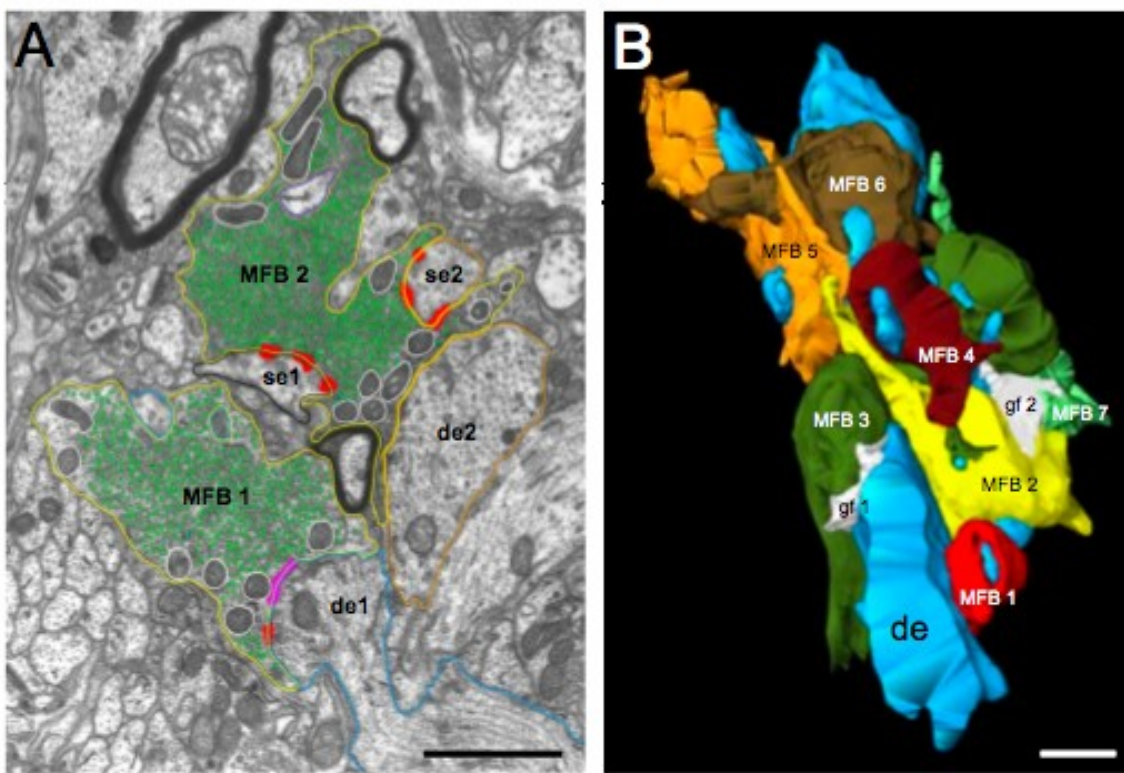 A
MFB 2
se2
se1
de2
MFB 1
de1
B
MFB 6
MFB 5
MFB 4
gf 2
MFB 7
MFB 3
MFB 2
gf 1
MFB 1
de